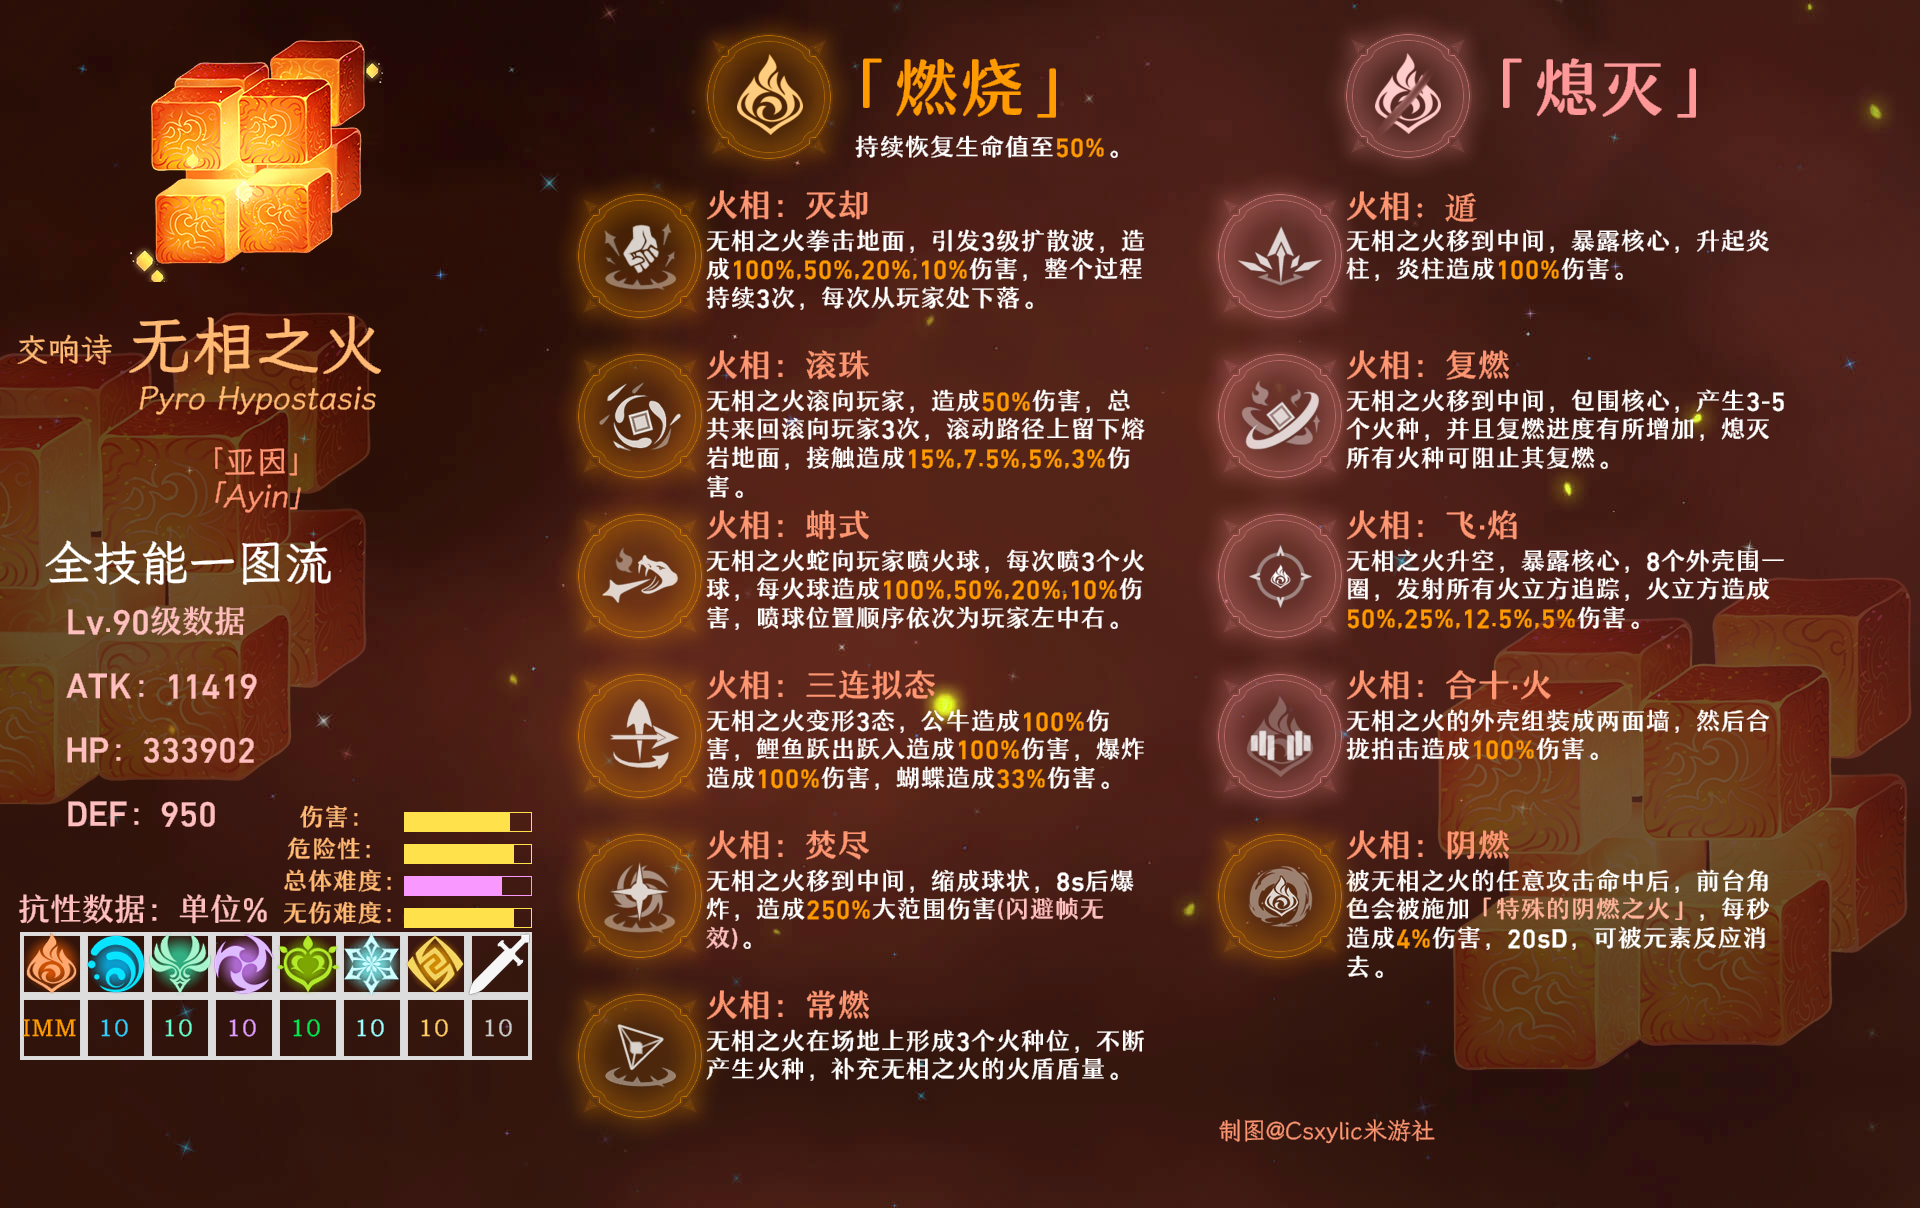 交响诗 无相之火
Pyro Hypostasis
「亚因」
「Ayin」
全技能一图流
Lv.90级数据
ATK：11419
HP：333902
DEF：950
伤害：
危险性：
总体难度：
无伤难度：
抗性数据：单位%
IMM 10 10 10 10 10 10 10
「燃烧」
持续恢复生命值至50%。
火相：灭却
无相之火拳击地面，引发3级扩散波，造
成100%,50%,20%,10%伤害，整个过程
持续3次，每次从玩家处下落。
火相：滚珠
无相之火滚向玩家，造成50%伤害，总
共来回滚向玩家3次，滚动路径上留下熔
岩地面，接触造成15%,7.5%,5%,3%伤
害。
火相：蚺式
无相之火蛇向玩家喷火球，每次喷3个火
球，每火球造成100%,50%,20%,10%伤
害，喷球位置顺序依次为玩家左中右。
火相：三连拟态
无相之火变形3态，公牛造成100%伤
害，鲤鱼跃出跃入造成100%伤害，爆炸
造成100%伤害，蝴蝶造成33%伤害。
火相：焚尽
无相之火移到中间，缩成球状，8s后爆
炸，造成250%大范围伤害(闪避帧无
效)。
火相：常燃
无相之火在场地上形成3个火种位，不断
产生火种，补充无相之火的火盾盾量。
「熄灭」
火相：遁
无相之火移到中间，暴露核心，升起炎
柱，炎柱造成100%伤害。
火相：复燃
无相之火移到中间，包围核心，产生3-5
个火种，并且复燃进度有所增加，熄灭
所有火种可阻止其复燃。
火相：飞·焰
无相之火升空，暴露核心，8个外壳围一
圈，发射所有火立方追踪，火立方造成
50%,25%,12.5%,5%伤害。
火相：合十·火
无相之火的外壳组装成两面墙，然后合
拢拍击造成100%伤害。
火相：阴燃
被无相之火的任意攻击命中后，前台角
色会被施加「特殊的阴燃之火」，每秒
造成4%伤害，20sD，可被元素反应消
去。
制图@Csxylic米游社